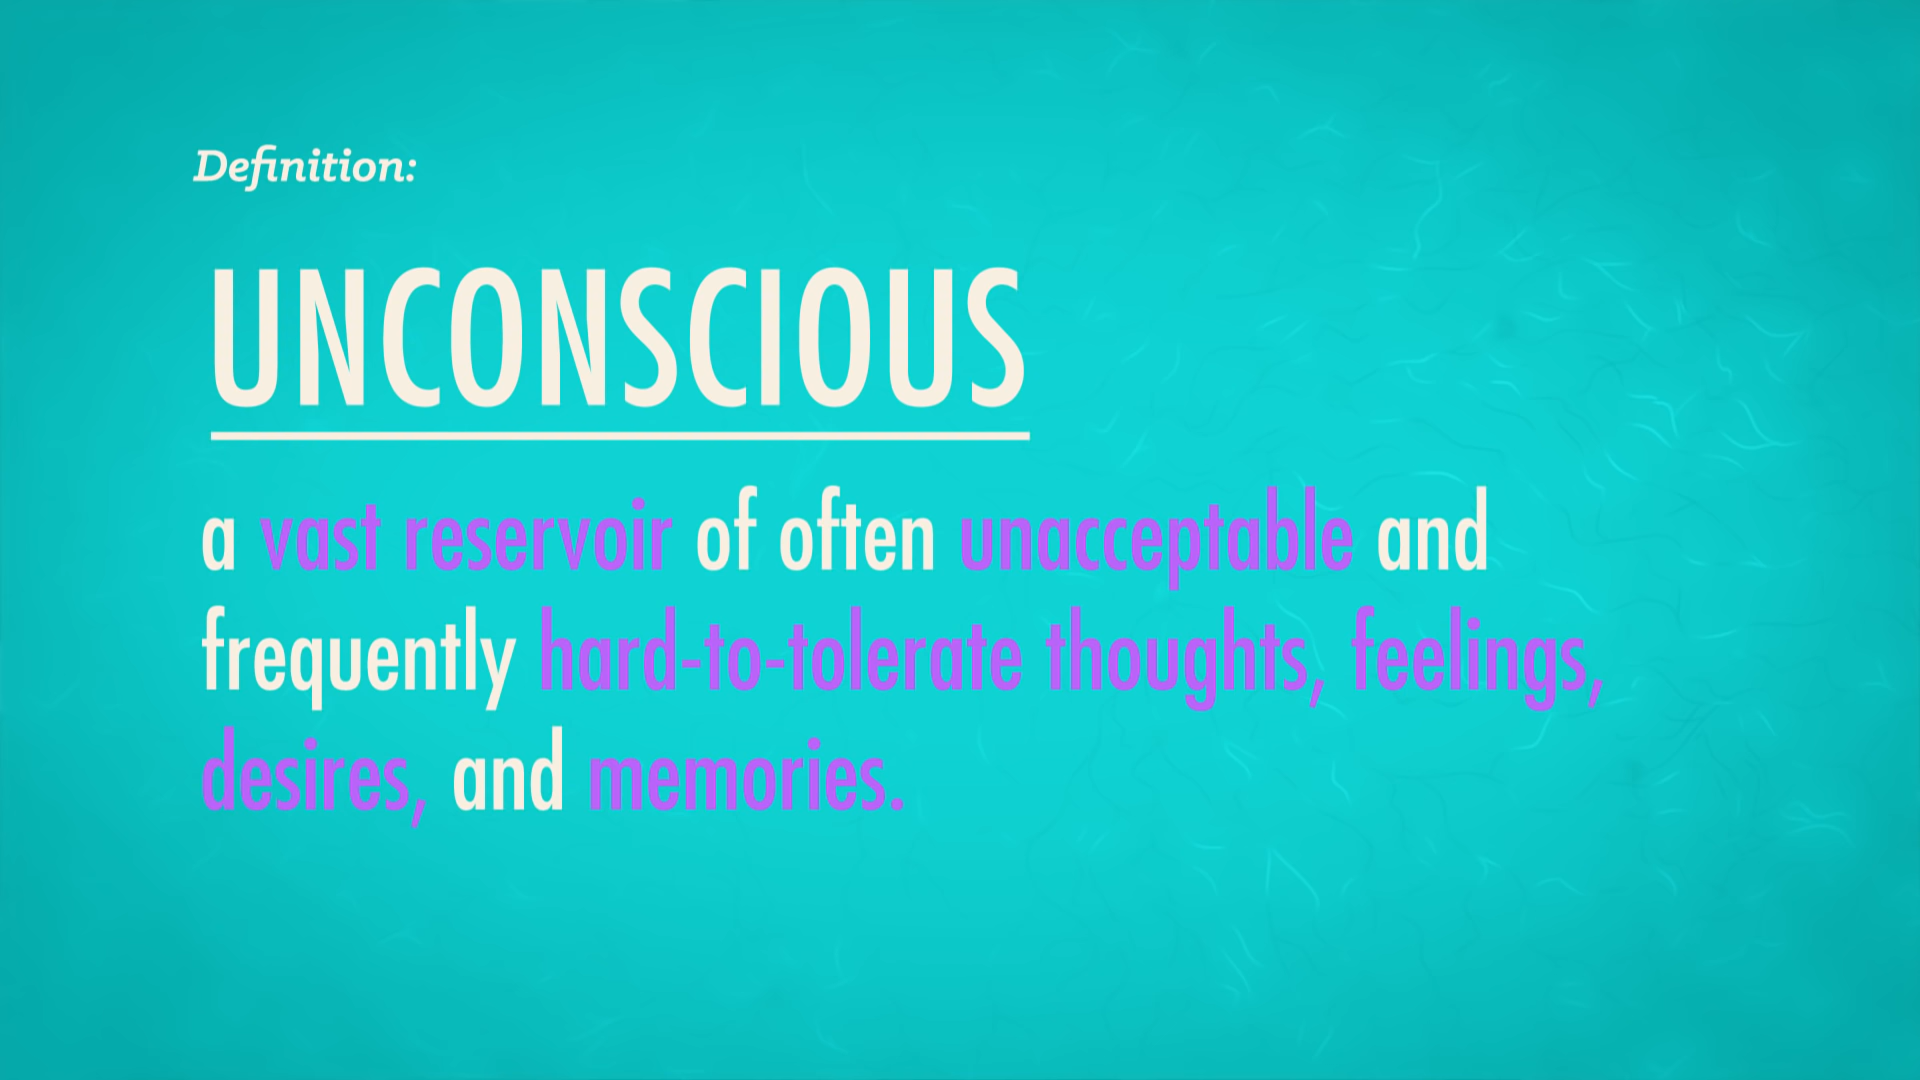 Definition:
UNCONSCIOUS
a vast reservoir of often unacceptable and
frequently hard-to-tolerate thoughts, feelings,
desires, and memories.